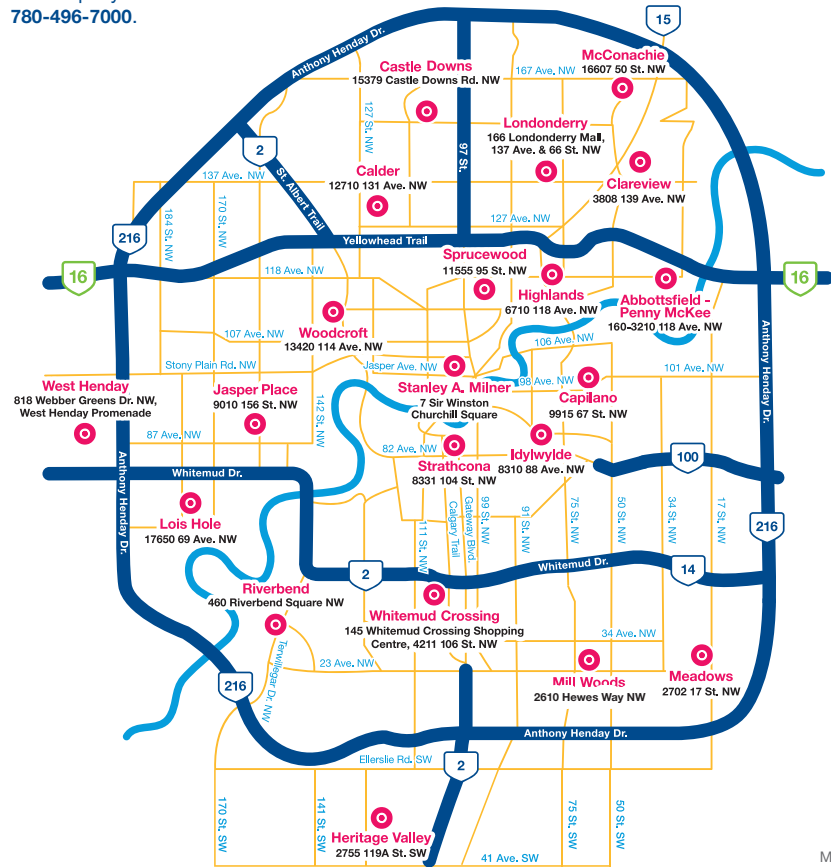 780-496-7000.
15
Anthony Henday Dr.
McConachie
16607 50 St. NW
Castle Downs
15379 Castle Downs Rd. NW
167 Ave. NW
127 St. NW
97 St.
Londonderry
166 Londonderry Mall,
137 Ave. & 66 St. NW
2
St. Albert Trail
137 Ave. NW
Calder
12710 131 Ave. NW
Clareview
3808 139 Ave. NW
184 St. NW
170 St. NW
127 Ave. NW
216
Yellowhead Trail
16
16
118 Ave. NW
Sprucewood
11555 95 St. NW
Highlands
6710 118 Ave. NW
Abbottsfield -
Penny McKee
160-3210 118 Ave. NW
Woodcroft
13420 114 Ave. NW
107 Ave. NW
106 Ave. NW
Anthony Henday Dr.
Stony Plain Rd. NW
Jasper Ave. NW
101 Ave. NW
98 Ave. NW
West Henday
818 Webber Greens Dr. NW,
West Henday Promenade
Jasper Place
9010 156 St. NW
142 St. NW
Stanley A. Milner
7 Sir Winston
Churchill Square
Capilano
9915 67 St. NW
87 Ave. NW
82 Ave. NW
Strathcona
8331 104 St. NW
Idylwylde
8310 88 Ave. NW
100
Whitemud Dr.
Anthony Henday Dr.
Lois Hole
17650 69 Ave. NW
111 St. NW
Calgary Trail
Gateway Blvd.
99 St. NW
91 St. NW
75 St. NW
50 St. NW
34 St. NW
17 St. NW
216
2
Whitemud Dr.
14
Riverbend
460 Riverbend Square NW
Whitemud Crossing
145 Whitemud Crossing Shopping
Centre, 4211 106 St. NW
34 Ave. NW
Terwillegar Dr. NW
23 Ave. NW
216
Mill Woods
2610 Hewes Way NW
Meadows
2702 17 St. NW
Anthony Henday Dr.
Ellerslie Rd. SW
2
170 St. SW
141 St. SW
Heritage Valley
2755 119A St. SW
75 St. SW
50 St. SW
41 Ave. SW
M